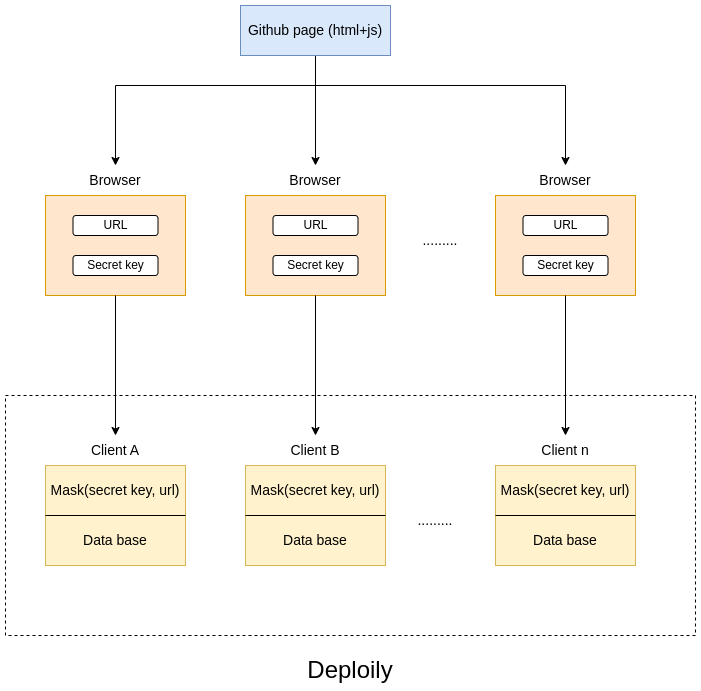 Github page (html+js)
Browser
Browser
Browser
URL
URL
URL
.........
Secret key
Secret key
Secret key
Client A
Client B
Client n
Mask(secret key, url)
Mask(secret key, url)
Mask(secret key, url)
.........
Data base
Data base
Data base
Deploily